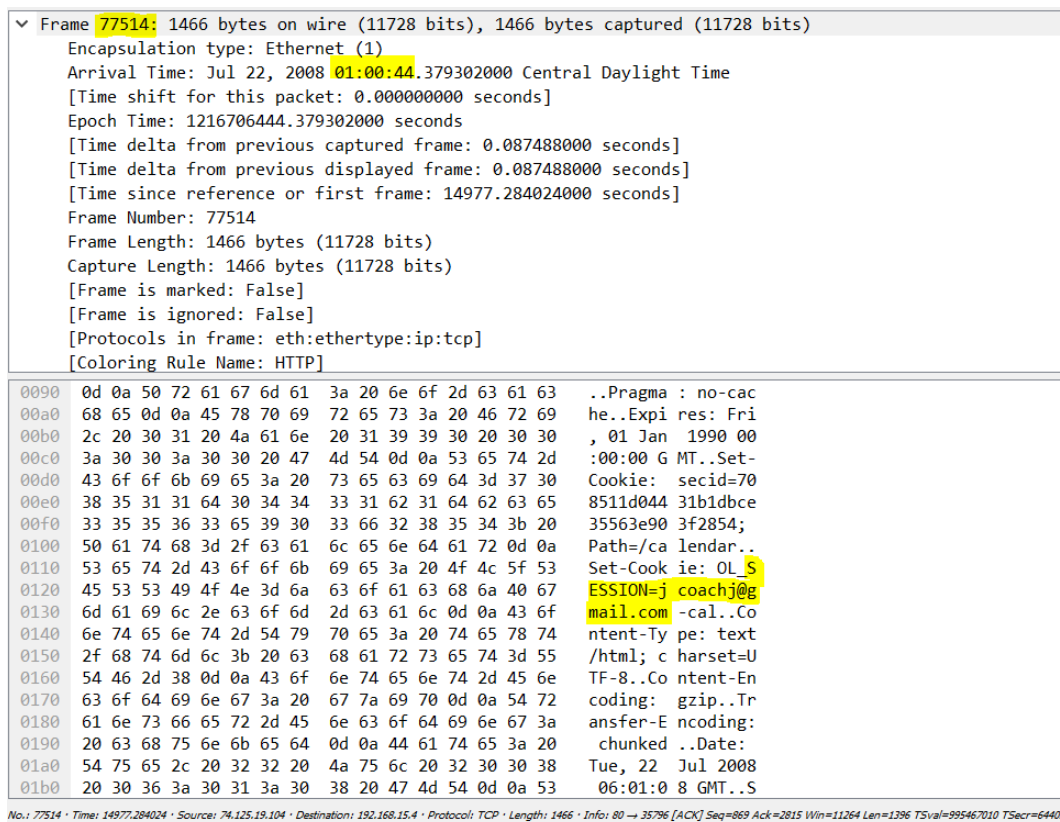 Frame 77514: 1466 bytes on wire (11728 bits), 1466 bytes captured (11728 bits)
Encapsulation type: Ethernet (1)
Arrival Time: Jul 22, 2008 01:00:44.379302000 Central Daylight Time
[Time shift for this packet: 0.000000000 seconds]
Epoch Time: 1216706444.379302000 seconds
[Time delta from previous captured frame: 0.087488000 seconds]
[Time delta from previous displayed frame: 0.087488000 seconds]
[Time since reference or first frame: 14977.284024000 seconds]
Frame Number: 77514
Frame Length: 1466 bytes (11728 bits)
Capture Length: 1466 bytes (11728 bits)
[Frame is marked: False]
[Frame is ignored: False]
[Protocols in frame: eth:ethertype:ip:tcp]
[Coloring Rule Name: HTTP]
0090 0d 0a 50 72 61 67 6d 61 3a 20 6e 6f 2d 63 61 63 ..Pragma : no-cac
00a0 68 65 0d 0a 45 78 70 69 72 65 73 3a 20 46 72 69 he..Expi res: Fri
00b0 2c 20 30 31 20 4a 61 6e 20 31 39 39 30 20 30 30 , 01 Jan 1990 00
00c0 3a 30 30 3a 30 30 20 47 4d 54 0d 0a 53 65 74 2d :00:00 G MT..Set-
00d0 43 6f 6f 6b 69 65 3a 20 73 65 63 69 64 3d 37 30 Cookie: secid=70
00e0 38 35 31 31 64 30 34 34 33 31 62 31 64 62 63 65 8511d044 31b1dbce
00f0 33 35 35 36 33 65 39 30 33 66 32 38 35 34 3b 20 35563e90 3f2854;
0100 50 61 74 68 3d 2f 63 61 6c 65 6e 64 61 72 0d 0a Path=/ca lendar..
0110 53 65 74 2d 43 6f 6f 6b 69 65 3a 20 4f 4c 5f 53 Set-Cook ie: OL_S
0120 45 53 53 49 4f 4e 3d 6a 63 6f 61 63 68 6a 40 67 ESSION=j coachj@g
0130 6d 61 69 6c 2e 63 6f 6d 2d 63 61 6c 0d 0a 43 6f mail.com -cal..Co
0140 6e 74 65 6e 74 2d 54 79 70 65 3a 20 74 65 78 74 ntent-Ty pe: text
0150 2f 68 74 6d 6c 3b 20 63 68 61 72 73 65 74 3d 55 /html; c harset=U
0160 54 46 2d 38 0d 0a 43 6f 6e 74 65 6e 74 2d 45 6e TF-8..Co ntent-En
0170 63 6f 64 69 6e 67 3a 20 67 7a 69 70 0d 0a 54 72 coding: gzip..Tr
0180 61 6e 73 66 65 72 2d 45 6e 63 6f 64 69 6e 67 3a ansfer-E ncoding:
0190 20 63 68 75 6e 6b 65 64 0d 0a 44 61 74 65 3a 20 chunked ..Date:
01a0 54 75 65 2c 20 32 32 20 4a 75 6c 20 32 30 30 38 Tue, 22 Jul 2008
01b0 20 30 36 3a 30 31 3a 30 38 20 47 4d 54 0d 0a 53 06:01:0 8 GMT..S
No.: 77514 · Time: 14977.284024 · Source: 74.125.19.104 · Destination: 192.168.15.4 · Protocol: TCP · Length: 1466 · Info: 80 → 35796 [ACK] Seq=869 Ack=2815 Win=11264 Len=1396 TSval=995467010 TSecr=6440